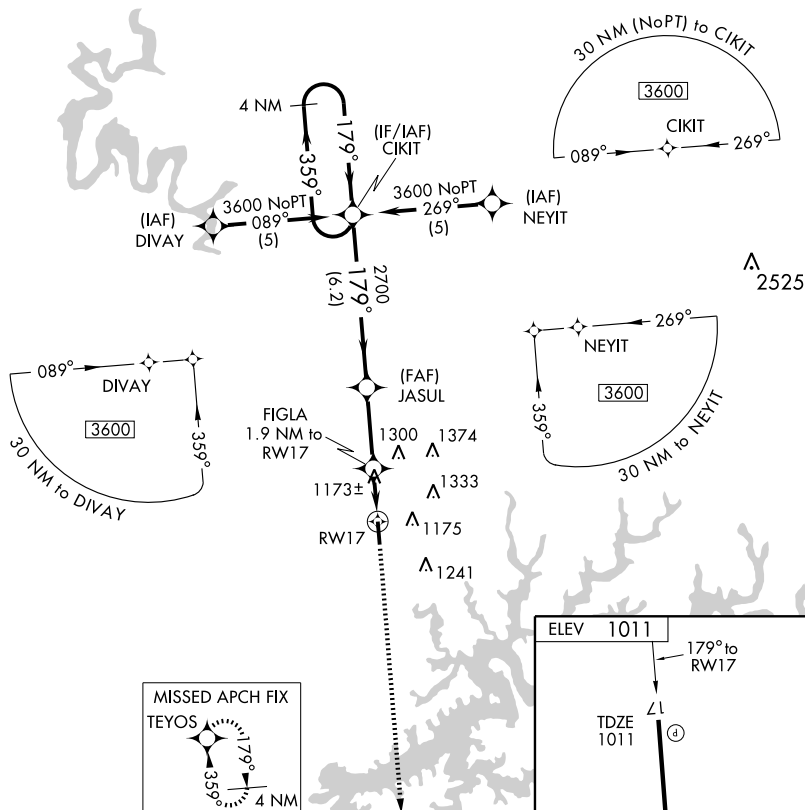 30 NM (NoPT) to CIKIT
3600
CIKIT
089°
269°
4 NM
179°
359°
(IF/IAF)
CIKIT
(IAF)
DIVAY
3600 NoPT
089°
(5)
3600 NoPT
269°
(5)
(IAF)
NEYIT
2700
179°
(6.2)
2525
089°
DIVAY
3600
359°
30 NM to DIVAY
269°
NEYIT
3600
359°
30 NM to NEYIT
(FAF)
JASUL
FIGLA
1.9 NM to
RW17
1300
1374
1173±
1333
RW17
1175
1241
MISSED APCH FIX
TEYOS
179°
359°
4 NM
ELEV 1011
179° to
RW17
17
TDZE
1011
P